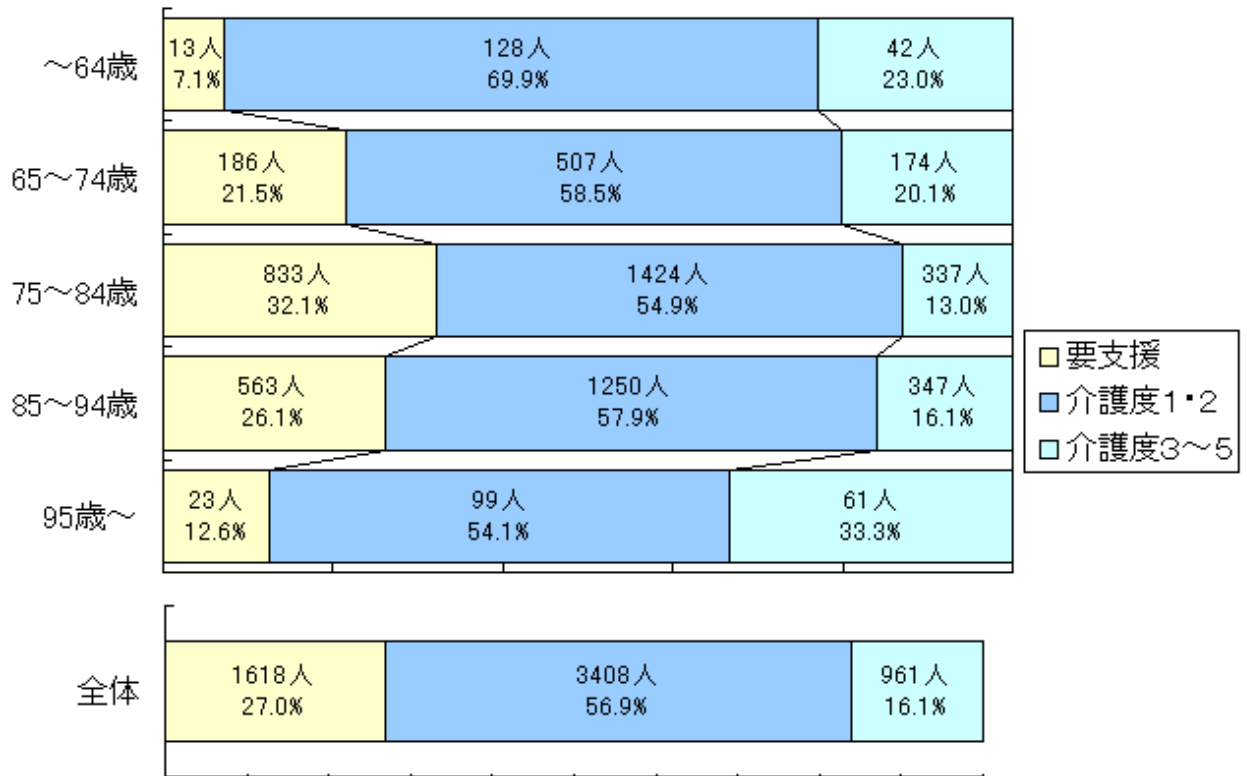 ~64歳
13人
7.1%
128人
69.9%
42人
23.0%
65~74歳
186人
21.5%
507人
58.5%
174人
20.1%
75~84歳
833人
32.1%
1424人
54.9%
337人
13.0%
85~94歳
563人
26.1%
1250人
57.9%
347人
16.1%
95歳~
23人
12.6%
99人
54.1%
61人
33.3%
要支援
介護度1・2
介護度3~5
全体
1618人
27.0%
3408人
56.9%
961人
16.1%